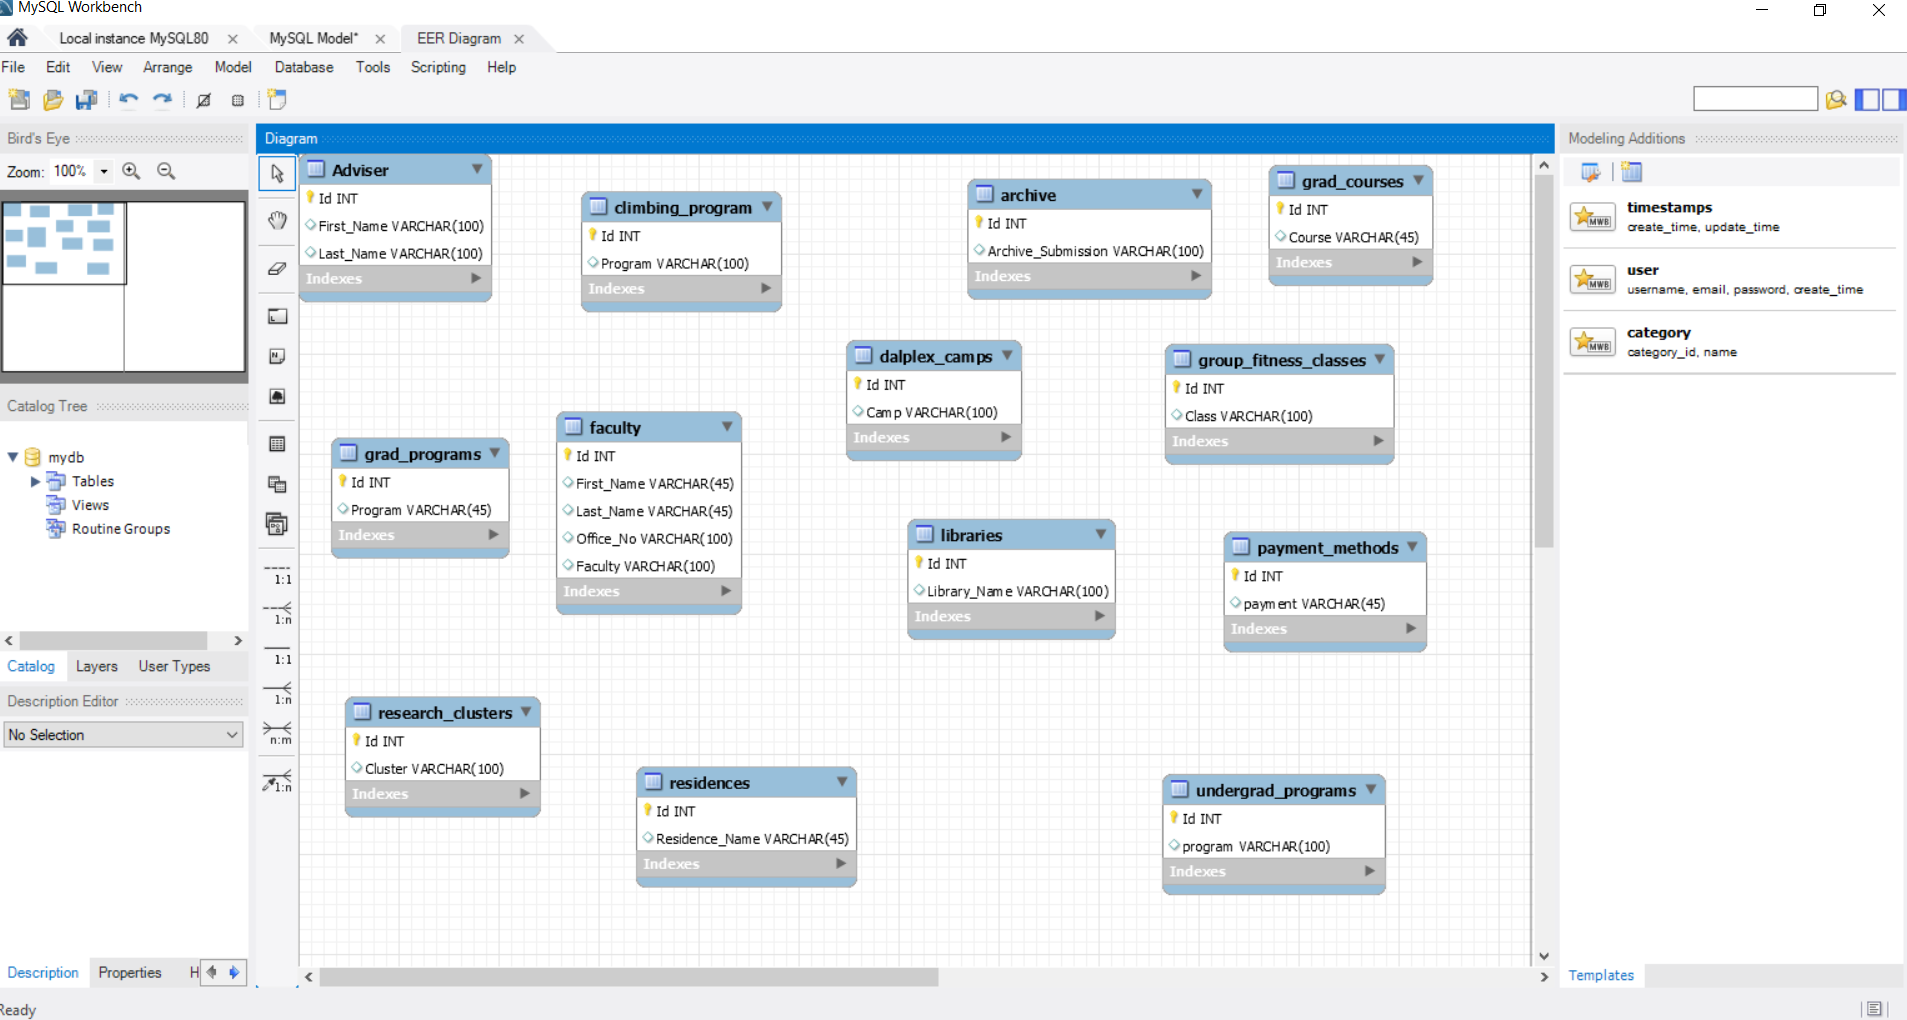 MySQL Workbench
Local instance MySQL80
MySQL Model*
EER Diagram
File Edit View Arrange Model Database Tools Scripting Help
Bird's Eye
Zoom: 100%
Catalog Tree
mydb
Tables
Views
Routine Groups
Catalog Layers User Types
Description Editor
No Selection
Description Properties H
Ready
Diagram
1:1
1:n
1:1
1:n
n:m
1:n
Adviser
Id INT
First_Name VARCHAR(100)
Last_Name VARCHAR(100)
Indexes
climbing_program
Id INT
Program VARCHAR(100)
Indexes
archive
Id INT
Archive_Submission VARCHAR(100)
Indexes
grad_courses
Id INT
Course VARCHAR(45)
Indexes
dalplex_camps
Id INT
Camp VARCHAR(100)
Indexes
group_fitness_classes
Id INT
Class VARCHAR(100)
Indexes
grad_programs
Id INT
Program VARCHAR(45)
Indexes
faculty
Id INT
First_Name VARCHAR(45)
Last_Name VARCHAR(45)
Office_No VARCHAR(100)
Faculty VARCHAR(100)
Indexes
libraries
Id INT
Library_Name VARCHAR(100)
Indexes
payment_methods
Id INT
payment VARCHAR(45)
Indexes
research_clusters
Id INT
Cluster VARCHAR(100)
Indexes
residences
Id INT
Residence_Name VARCHAR(45)
Indexes
undergrad_programs
Id INT
program VARCHAR(100)
Indexes
Modeling Additions
MWB
timestamps
create_time, update_time
MWB
user
username, email, password, create_time
MWB
category
category_id, name
Templates